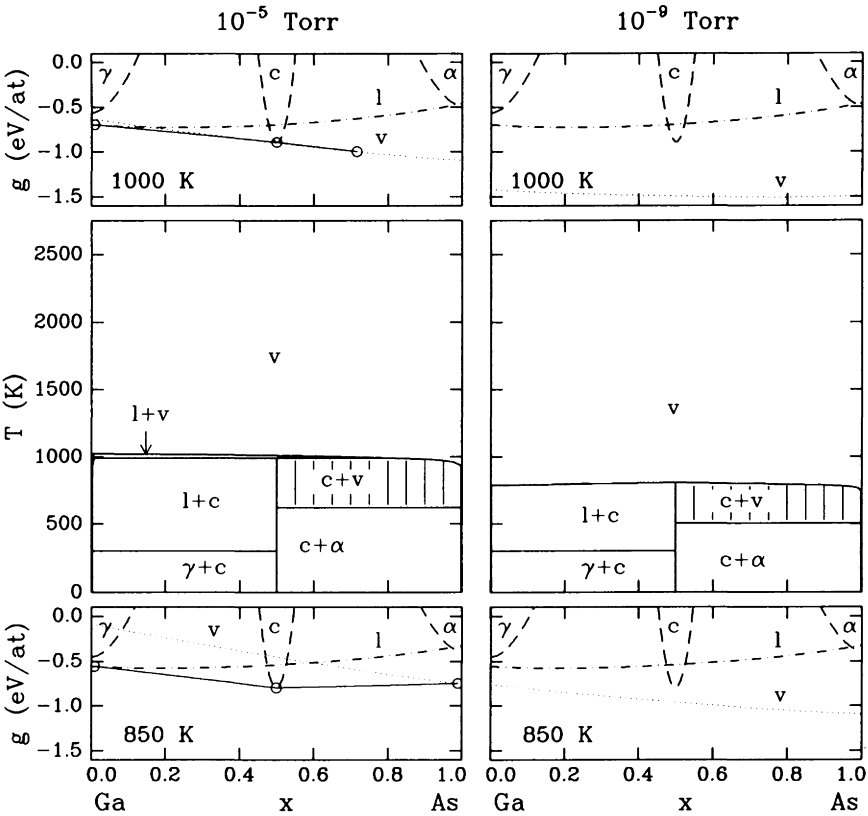 10⁻⁵ Torr
10⁻⁹ Torr
g (eV/at)
0.0
−0.5
−1.0
−1.5
γ
c
α
l
v
1000 K
γ
c
α
l
v
1000 K
T (K)
2500
2000
1500
1000
500
0
v
l+v
c+v
l+c
c+α
γ+c
v
c+v
l+c
c+α
γ+c
g (eV/at)
0.0
−0.5
−1.0
−1.5
γ
v
c
l
α
850 K
γ
c
l
α
v
850 K
0.0 0.2 0.4 0.6 0.8 1.0
0.0 0.2 0.4 0.6 0.8 1.0
Ga x As
Ga x As